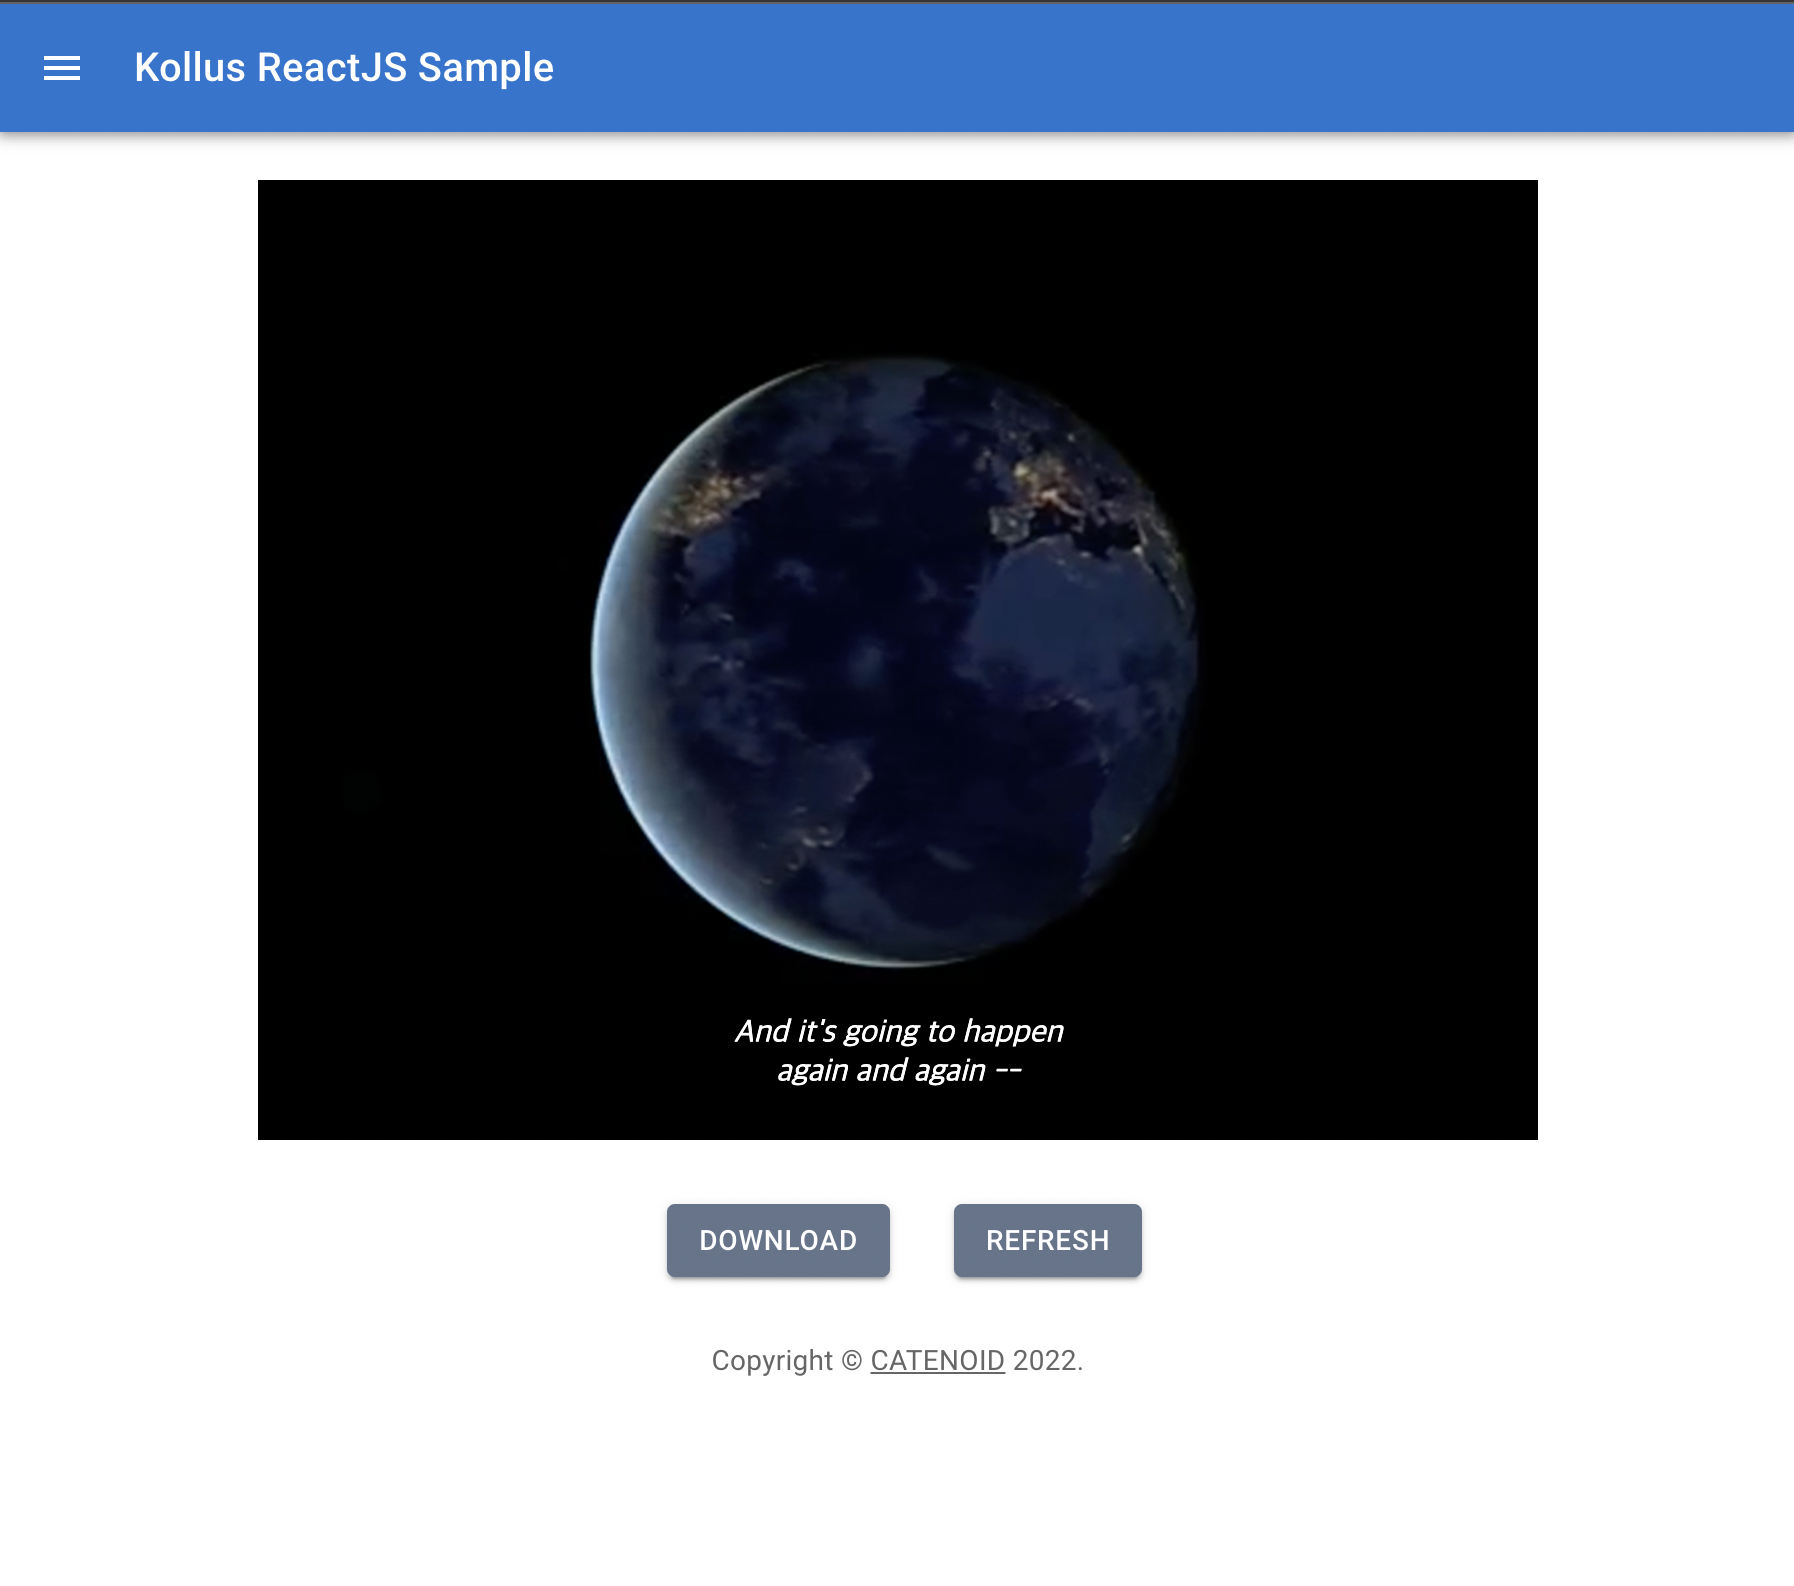 Kollus ReactJS Sample
And it's going to happen
again and again --
DOWNLOAD
REFRESH
Copyright © CATENOID 2022.